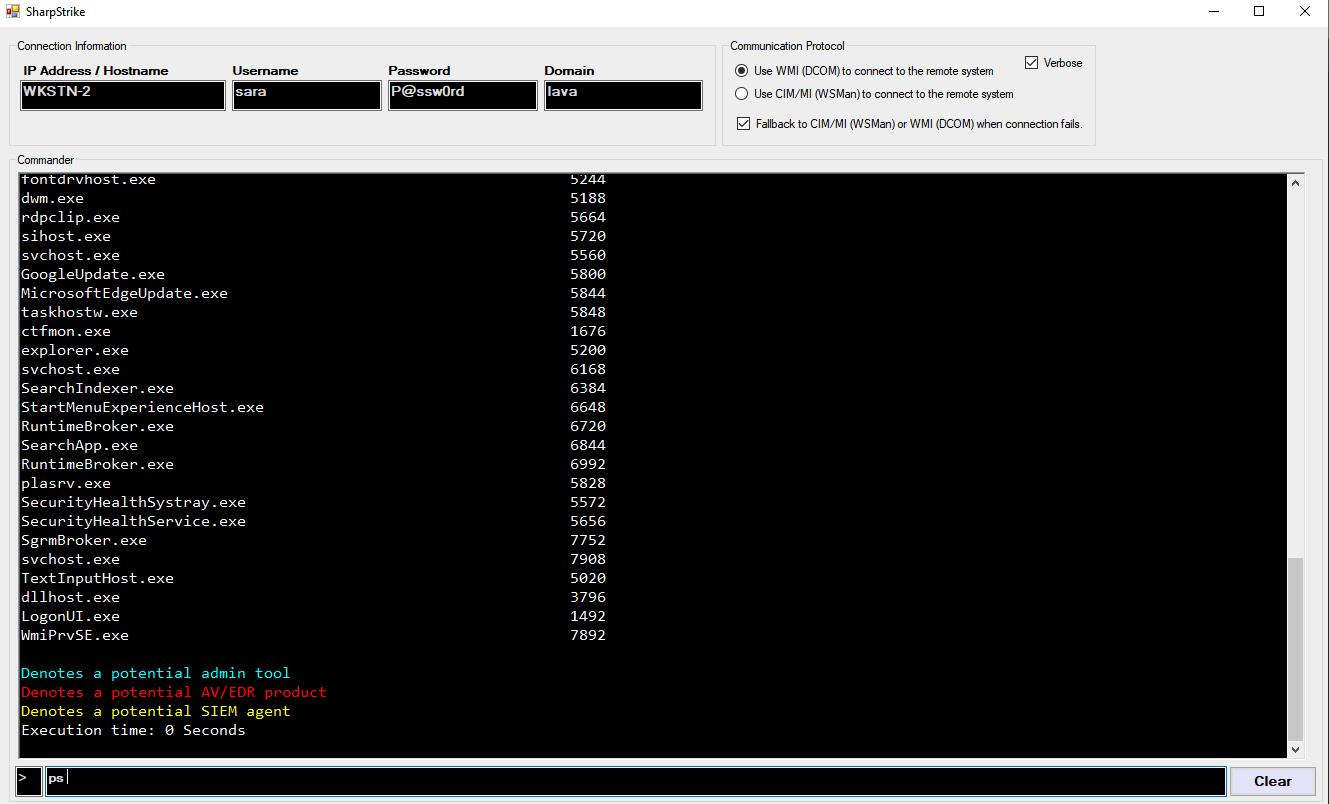 SharpStrike
Connection Information
IP Address / Hostname Username Password Domain
WKSTN-2 sara P@ssw0rd lava
Communication Protocol
Use WMI (DCOM) to connect to the remote system
Verbose
Use CIM/MI (WSMan) to connect to the remote system
Fallback to CIM/MI (WSMan) or WMI (DCOM) when connection fails.
Commander
fontdrvhost.exe 5244
dwm.exe 5188
rdpclip.exe 5664
sihost.exe 5720
svchost.exe 5560
GoogleUpdate.exe 5800
MicrosoftEdgeUpdate.exe 5844
taskhostw.exe 5848
ctfmon.exe 1676
explorer.exe 5200
svchost.exe 6168
SearchIndexer.exe 6384
StartMenuExperienceHost.exe 6648
RuntimeBroker.exe 6720
SearchApp.exe 6844
RuntimeBroker.exe 6992
plasrv.exe 5828
SecurityHealthSystray.exe 5572
SecurityHealthService.exe 5656
SgrmBroker.exe 7752
svchost.exe 7908
TextInputHost.exe 5020
dllhost.exe 3796
LogonUI.exe 1492
WmiPrvSE.exe 7892
Denotes a potential admin tool
Denotes a potential AV/EDR product
Denotes a potential SIEM agent
Execution time: 0 Seconds
> ps Clear